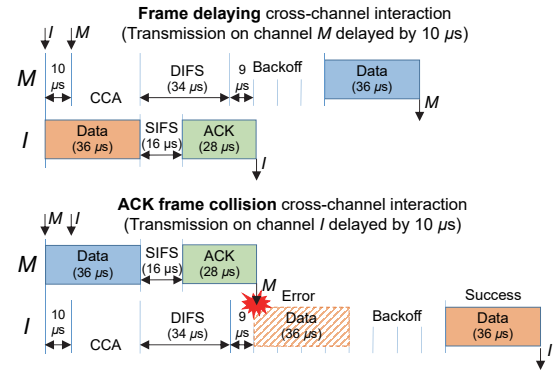 Frame delaying cross-channel interaction
(Transmission on channel M delayed by 10 µs)
I M
10 µs
CCA
DIFS
(34 µs)
9 µs
Backoff
Data
(36 µs)
M
M
Data
(36 µs)
SIFS
(16 µs)
ACK
(28 µs)
I
I
ACK frame collision cross-channel interaction
(Transmission on channel I delayed by 10 µs)
M I
M
Data
(36 µs)
SIFS
(16 µs)
ACK
(28 µs)
M
Error
Success
I
10 µs
CCA
DIFS
(34 µs)
9 µs
Data
(36 µs)
Backoff
Data
(36 µs)
I